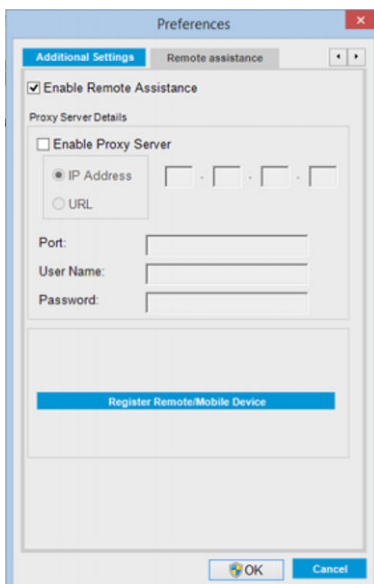 Preferences
Additional Settings Remote assistance
Enable Remote Assistance
Proxy Server Details
Enable Proxy Server
IP Address
URL
Port:
User Name:
Password:
Register Remote/Mobile Device
OK Cancel